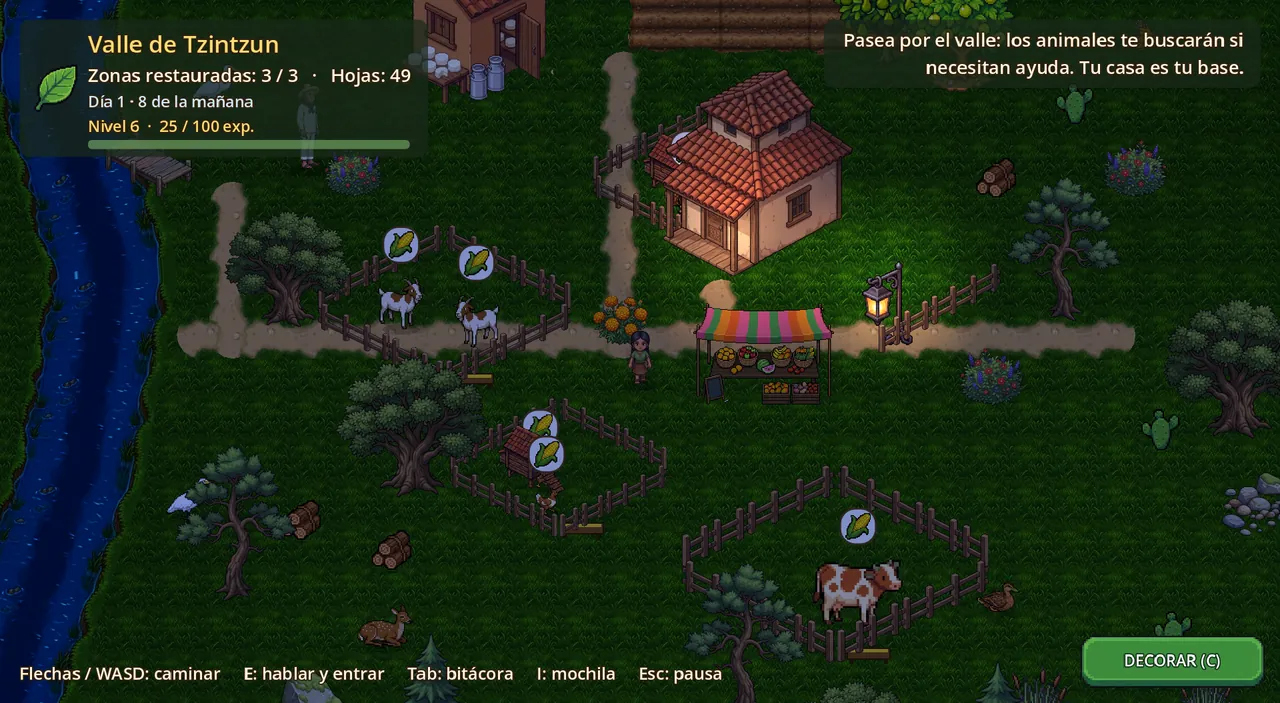 Valle de Tzintzun
Zonas restauradas: 3 / 3 · Hojas: 49
Día 1 · 8 de la mañana
Nivel 6 · 25 / 100 exp.
Pasea por el valle: los animales te buscarán si
necesitan ayuda. Tu casa es tu base.
Flechas / WASD: caminar E: hablar y entrar Tab: bitácora I: mochila Esc: pausa
DECORAR (C)